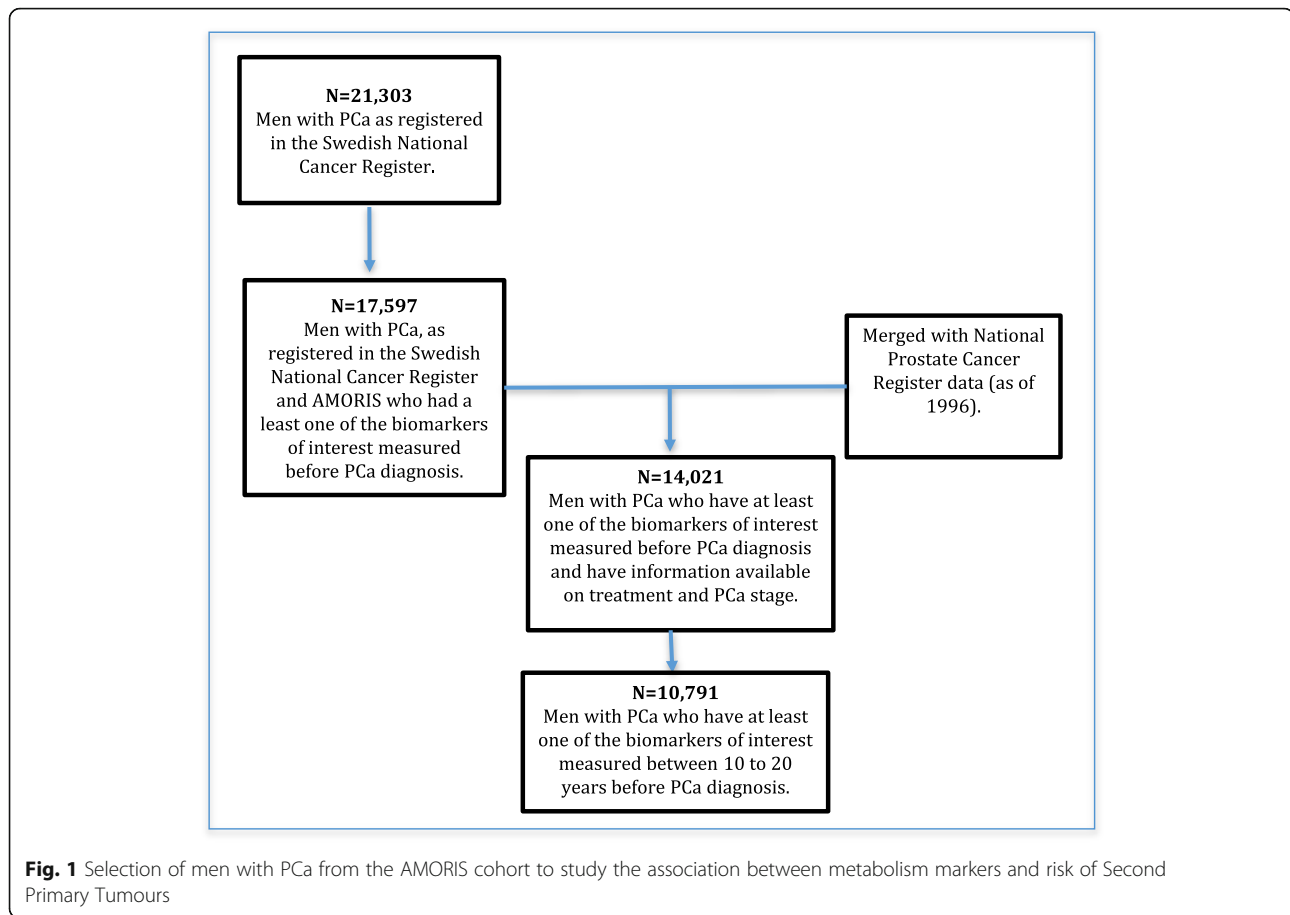 N=21,303
Men with PCa as registered
in the Swedish National
Cancer Register.
N=17,597
Men with PCa, as
registered in the Swedish
National Cancer Register
and AMORIS who had a
least one of the biomarkers
of interest measured
before PCa diagnosis.
Merged with National
Prostate Cancer
Register data (as of
1996).
N=14,021
Men with PCa who have at least
one of the biomarkers of interest
measured before PCa diagnosis
and have information available
on treatment and PCa stage.
N=10,791
Men with PCa who have at least
one of the biomarkers of interest
measured between 10 to 20
years before PCa diagnosis.
Fig. 1 Selection of men with PCa from the AMORIS cohort to study the association between metabolism markers and risk of Second
Primary Tumours